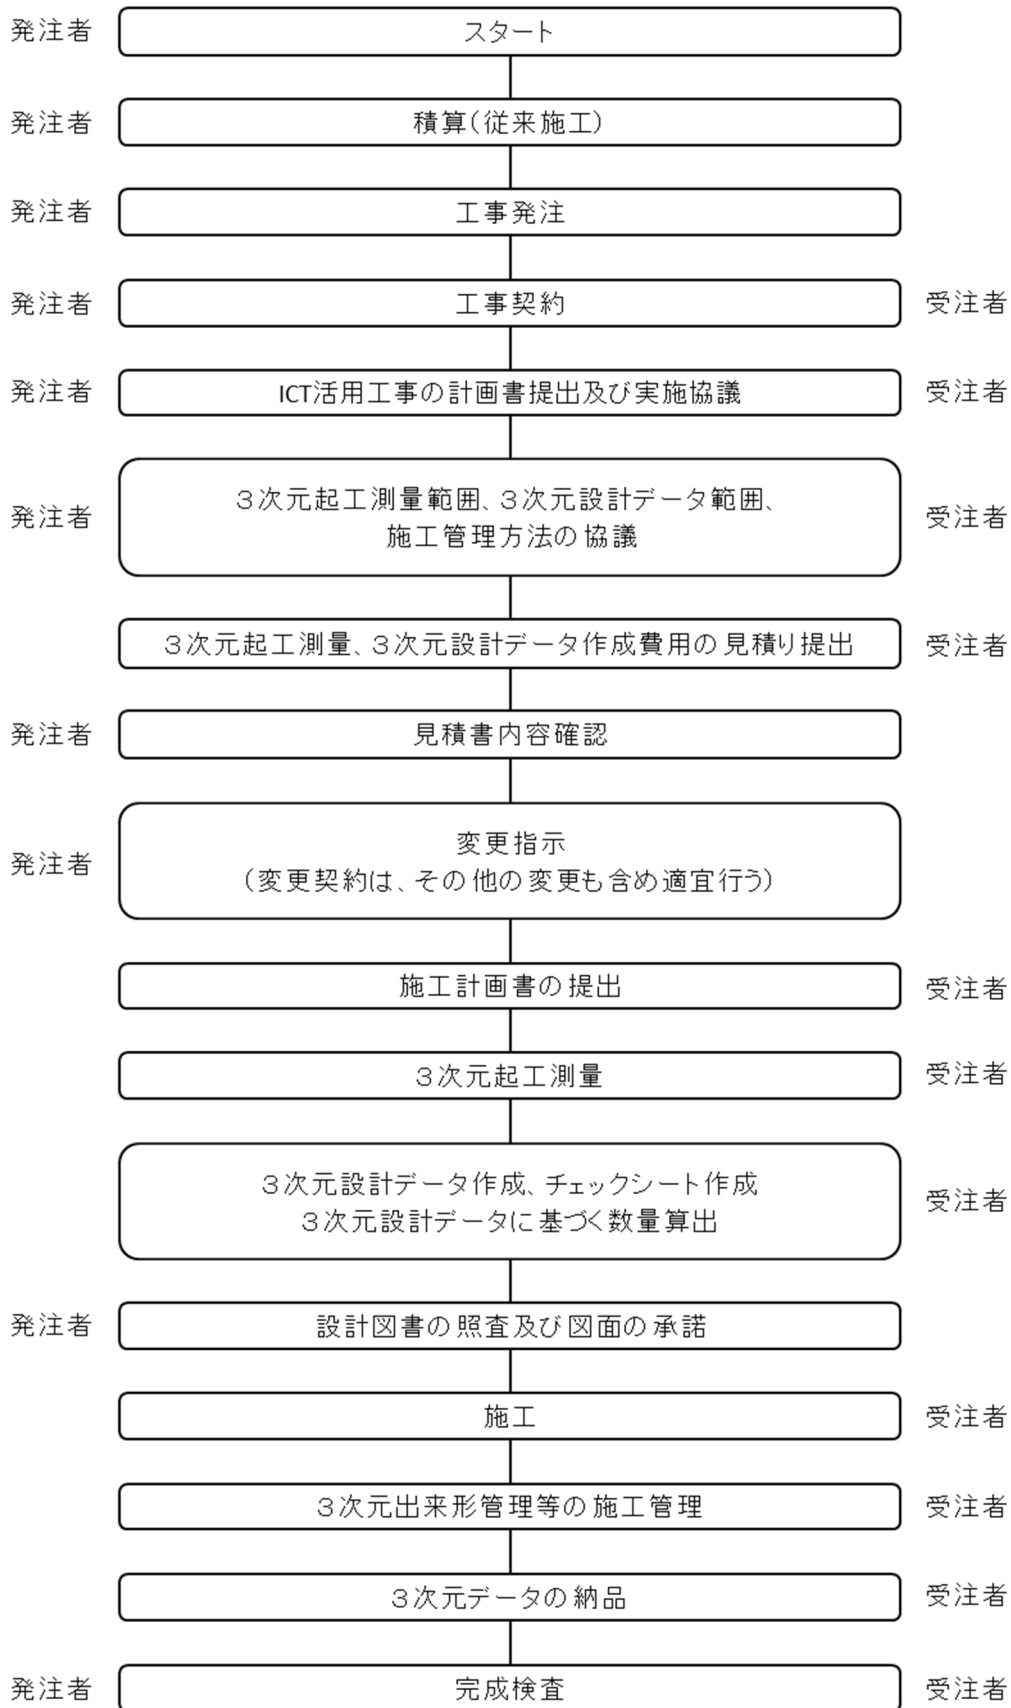 発注者 スタート
発注者 積算（従来施工）
発注者 工事発注
発注者 工事契約 受注者
発注者 ICT活用工事の計画書提出及び実施協議 受注者
３次元起工測量範囲、３次元設計データ範囲、
発注者 施工管理方法の協議 受注者
３次元起工測量、３次元設計データ作成費用の見積り提出 受注者
発注者 見積書内容確認
変更指示
発注者 （変更契約は、その他の変更も含め適宜行う）
施工計画書の提出 受注者
３次元起工測量 受注者
３次元設計データ作成、チェックシート作成
３次元設計データに基づく数量算出 受注者
発注者 設計図書の照査及び図面の承諾
施工 受注者
３次元出来形管理等の施工管理 受注者
３次元データの納品 受注者
発注者 完成検査 受注者